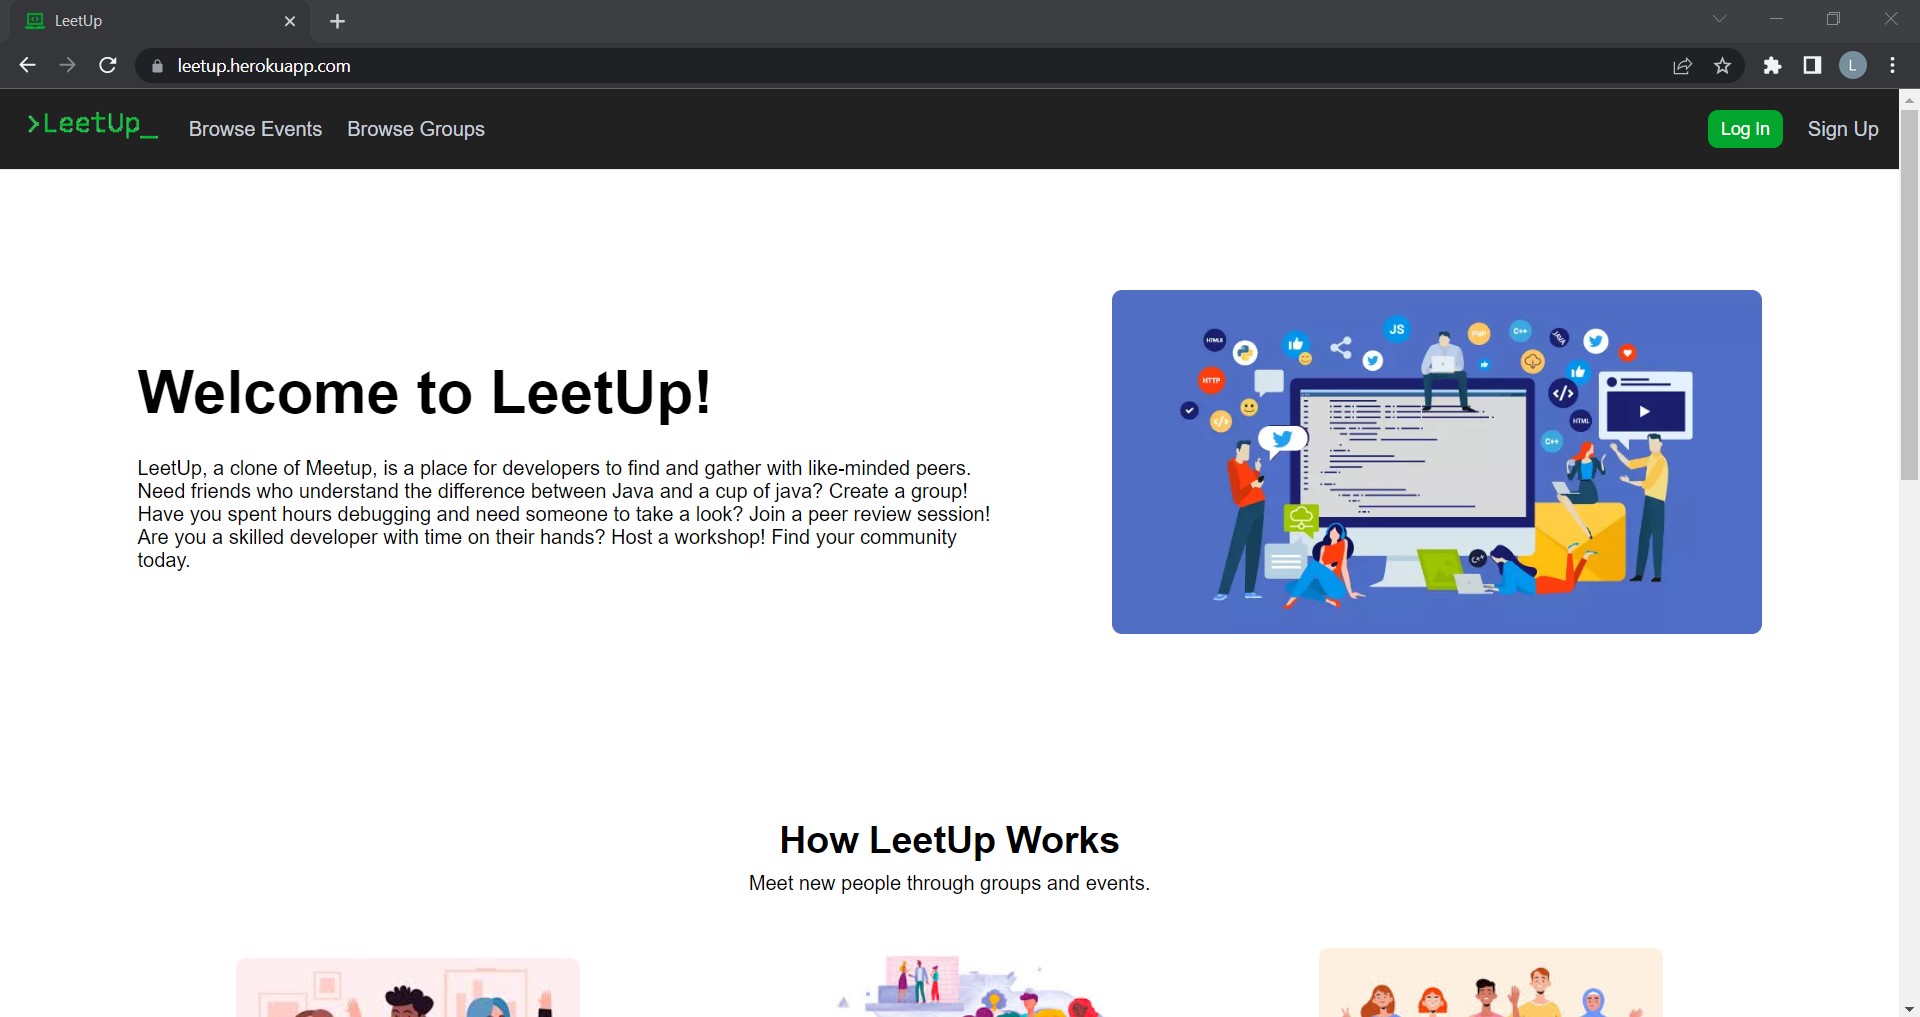 LeetUp
leetup.herokuapp.com
L
>LeetUp_
Browse Events
Browse Groups
Log In
Sign Up
Welcome to LeetUp!
LeetUp, a clone of Meetup, is a place for developers to find and gather with like-minded peers.
Need friends who understand the difference between Java and a cup of java? Create a group!
Have you spent hours debugging and need someone to take a look? Join a peer review session!
Are you a skilled developer with time on their hands? Host a workshop! Find your community
today.
HTML5
JS
PHP
C++
JAVA
HTTP
</>
</>
HTML
C++
C++
How LeetUp Works
Meet new people through groups and events.